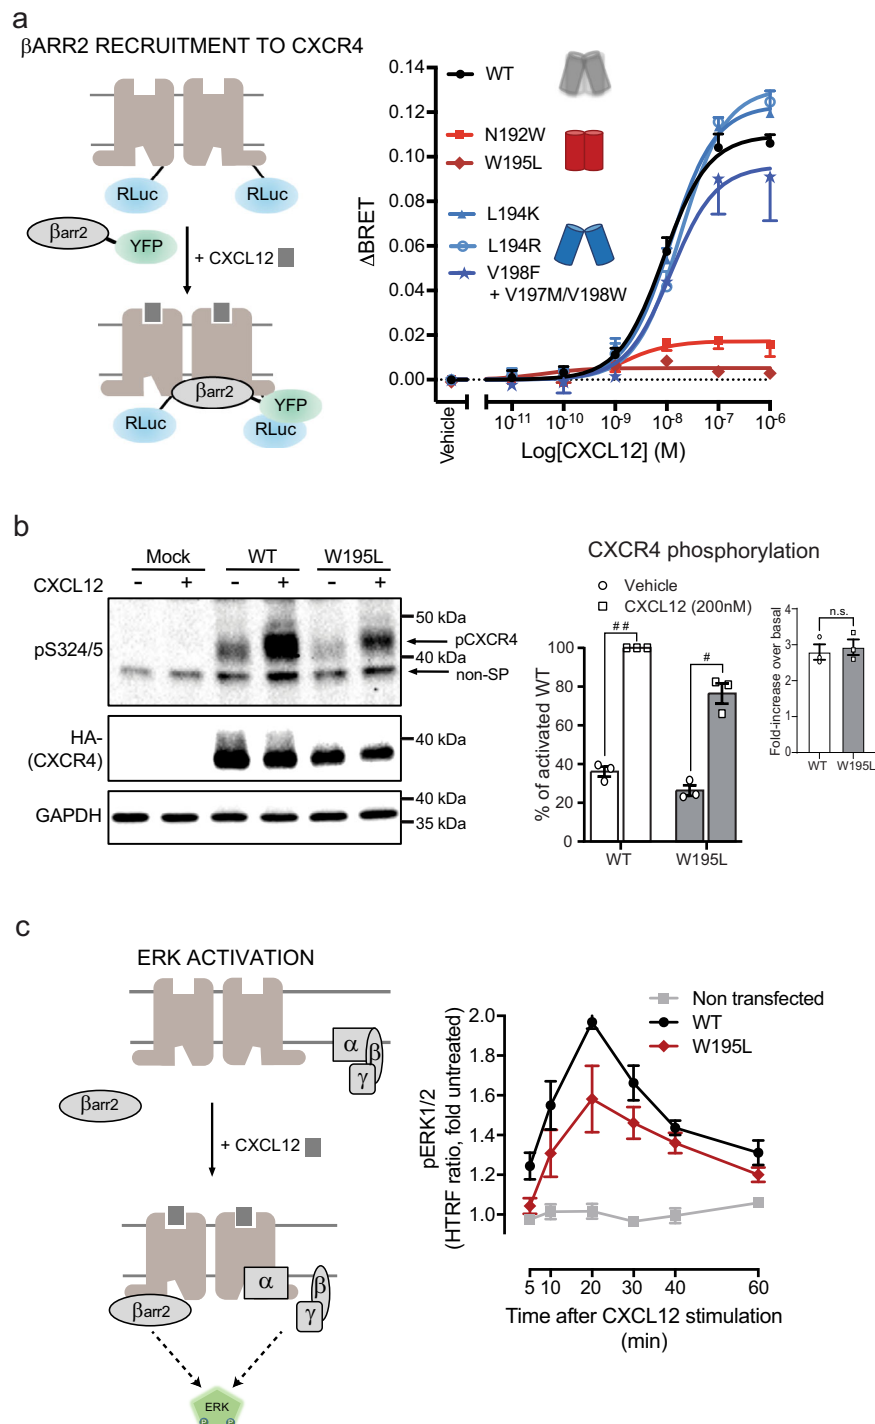 a
βARR2 RECRUITMENT TO CXCR4
RLuc
RLuc
βarr2
YFP
+ CXCL12
βarr2
YFP
RLuc
RLuc
ΔBRET
0.14
0.12
0.10
0.08
0.06
0.04
0.02
0.00
WT
N192W
W195L
L194K
L194R
V198F
+ V197M/V198W
Vehicle
10-11
10-10
10-9
10-8
10-7
10-6
Log[CXCL12] (M)
b
Mock
WT
W195L
CXCL12
-
+
-
+
-
+
pS324/5
50 kDa
pCXCR4
40 kDa
non-SP
HA-
(CXCR4)
40 kDa
GAPDH
40 kDa
35 kDa
CXCR4 phosphorylation
Vehicle
CXCL12 (200nM)
% of activated WT
100
80
60
40
20
0
# #
#
WT
W195L
Fold-increase over basal
4
3
2
1
0
n.s.
WT
W195L
c
ERK ACTIVATION
α
β
γ
βarr2
+ CXCL12
α
β
γ
βarr2
ERK
P
P
pERK1/2
(HTRF ratio, fold untreated)
2.0
1.8
1.6
1.4
1.2
1.0
Non transfected
WT
W195L
5 10 20 30 40 60
Time after CXCL12 stimulation
(min)